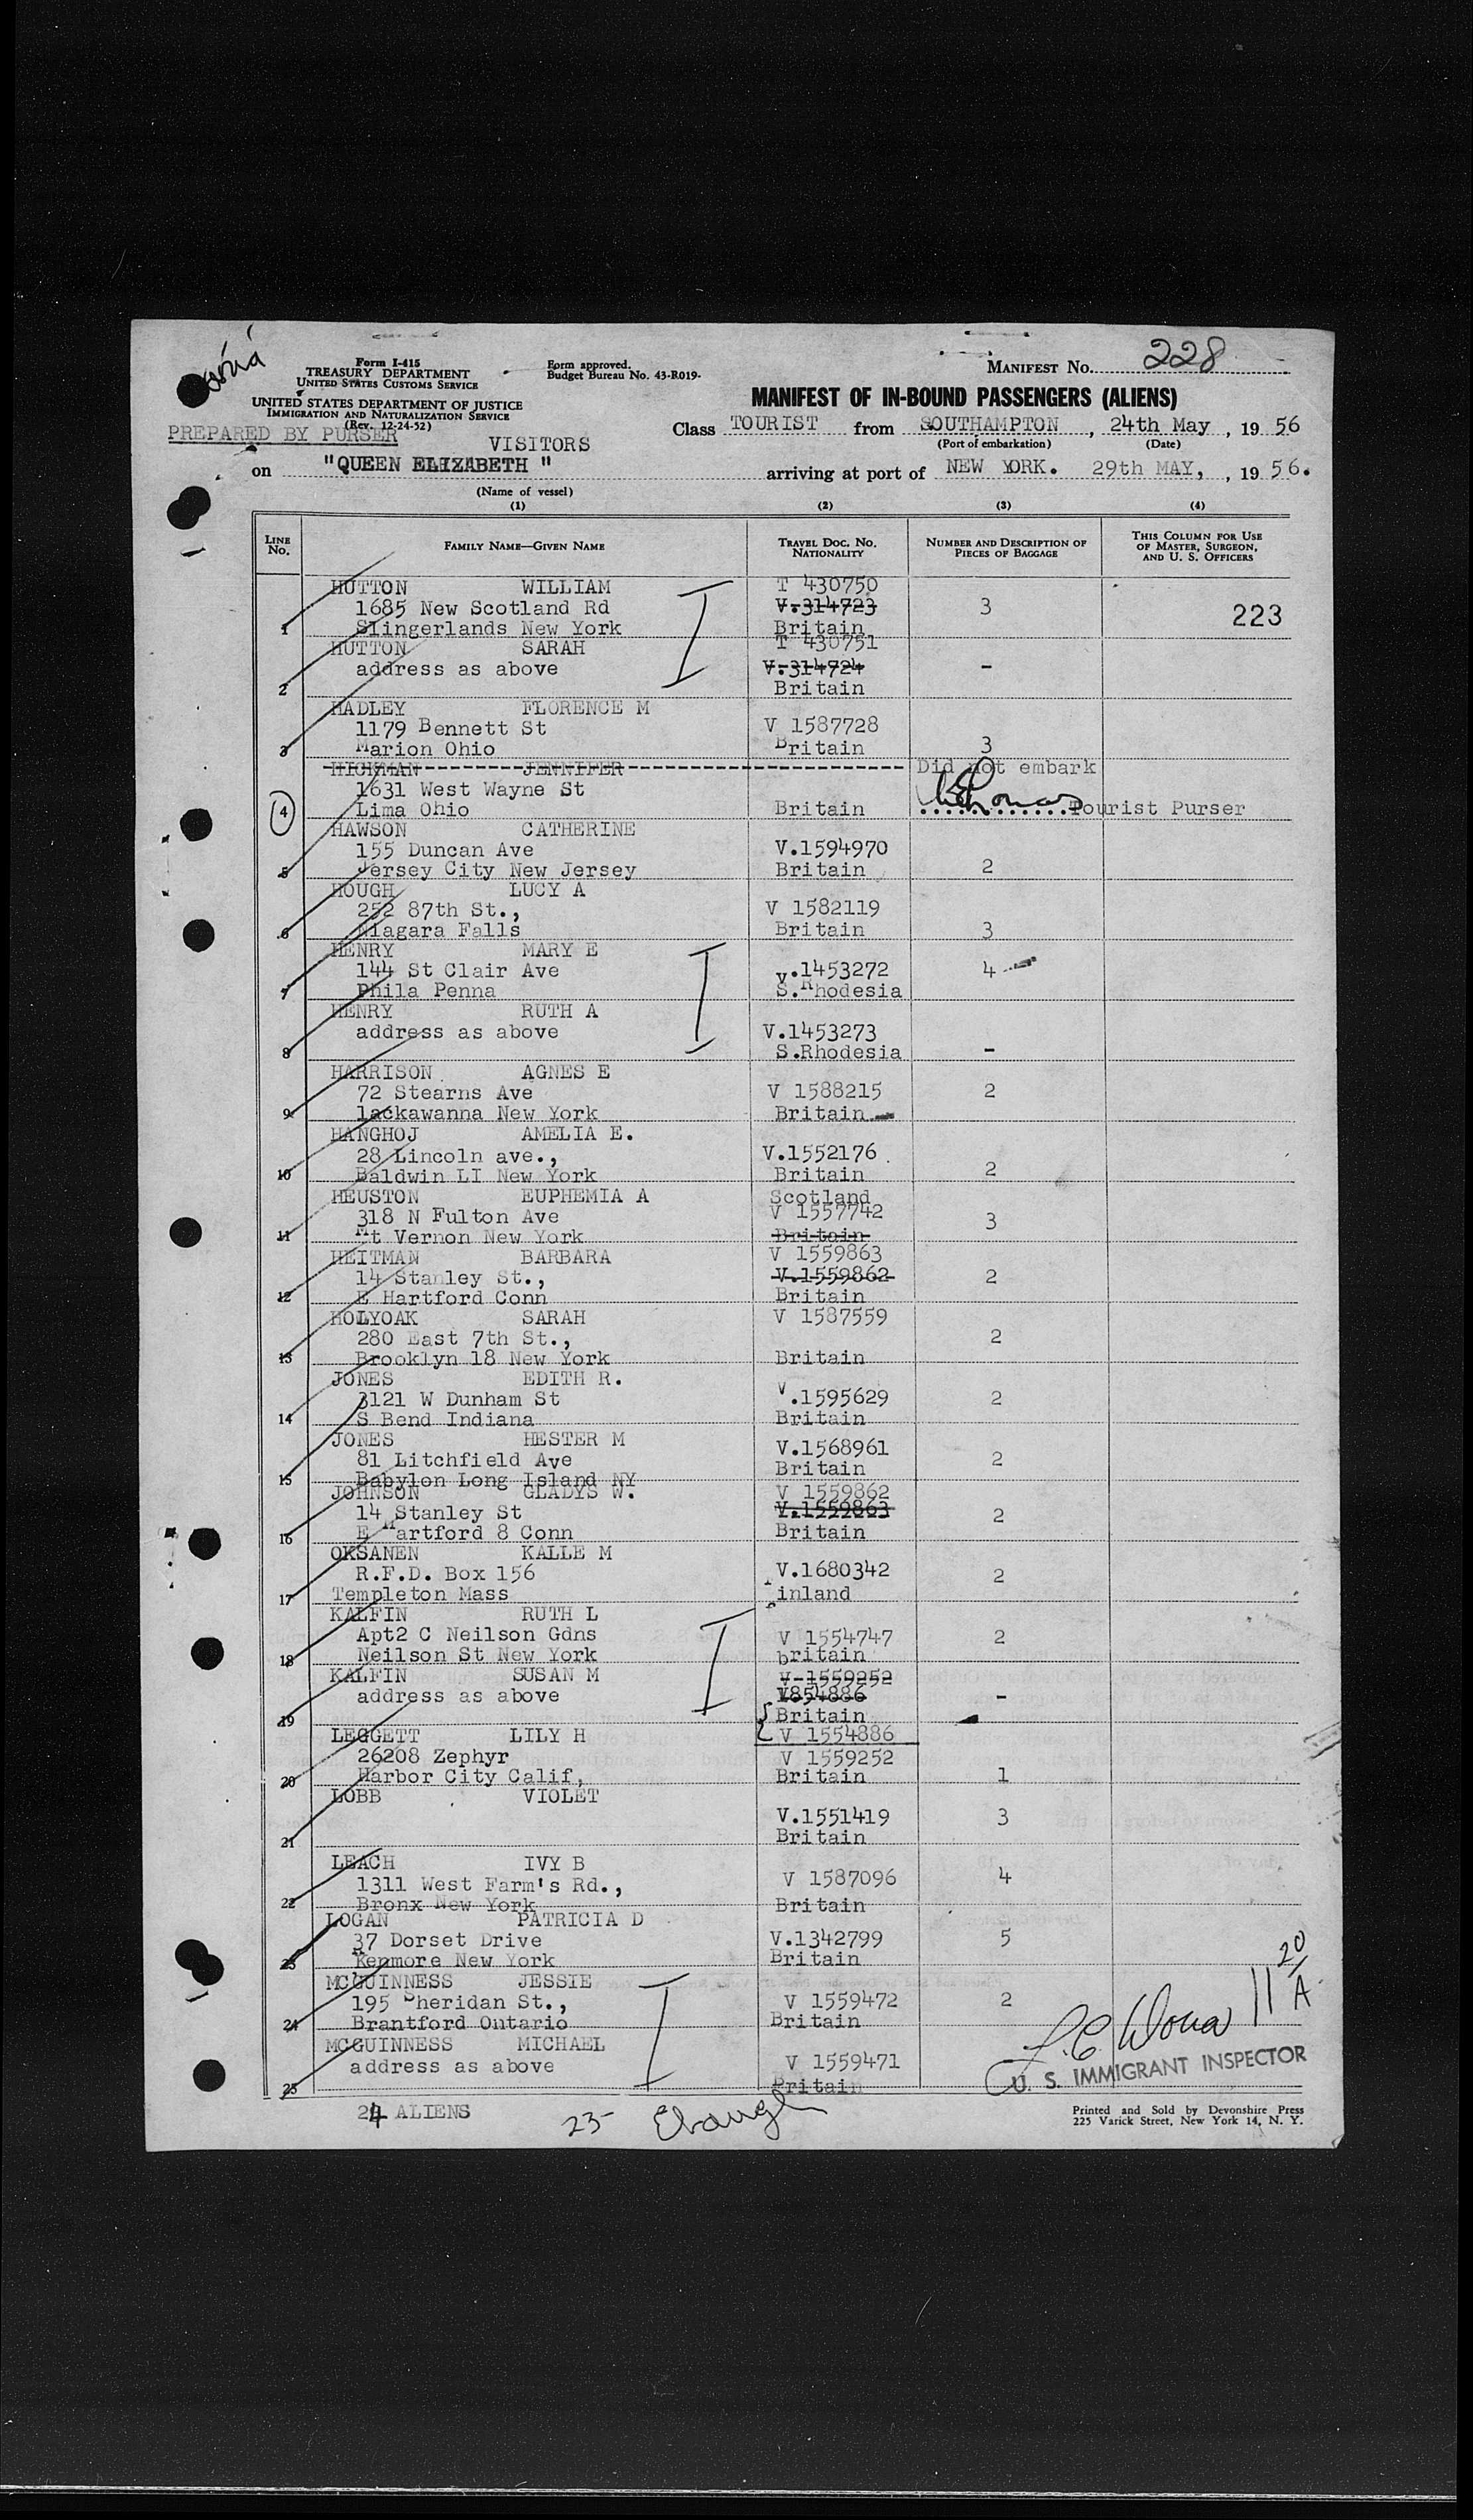 Form I-415
TREASURY DEPARTMENT
UNITED STATES CUSTOMS SERVICE
Form approved.
Budget Bureau No. 43-R019-
MANIFEST NO. 228
UNITED STATES DEPARTMENT OF JUSTICE
IMMIGRATION AND NATURALIZATION SERVICE
(Rev. 12-24-52)
MANIFEST OF IN-BOUND PASSENGERS (ALIENS)
PREPARED BY PURSER
VISITORS
Class TOURIST from SOUTHAMPTON, 24th May, 19 56
(Port of embarkation) (Date)
on "QUEEN ELIZABETH " arriving at port of NEW YORK. 29th MAY, , 19 56.
(Name of vessel)
(1) (2) (3) (4)
LINE NO. FAMILY NAME—GIVEN NAME TRAVEL DOC. NO. NATIONALITY NUMBER AND DESCRIPTION OF PIECES OF BAGGAGE THIS COLUMN FOR USE OF MASTER, SURGEON, AND U. S. OFFICERS
HUTTON WILLIAM T 430750
1685 New Scotland Rd V.314723 3 223
1 Slingerlands New York Britain
HUTTON SARAH T 430751
address as above V.314724 -
2 Britain
HADLEY FLORENCE M
1179 Bennett St V 1587728
3 Marion Ohio Britain 3
HICKMAN JENNIFER Did not embark
1631 West Wayne St
4 Lima Ohio Britain Tourist Purser
HAWSON CATHERINE
155 Duncan Ave V.1594970
5 Jersey City New Jersey Britain 2
HOUGH LUCY A
252 87th St., V 1582119
6 Niagara Falls Britain 3
HENRY MARY E
144 St Clair Ave V.1453272 4
7 Phila Penna S.Rhodesia
HENRY RUTH A
address as above V.1453273
8 S.Rhodesia -
HARRISON AGNES E
72 Stearns Ave V 1588215 2
9 lackawanna New York Britain
HANGHOJ AMELIA E.
28 Lincoln ave., V.1552176
10 Baldwin LI New York Britain 2
HEUSTON EUPHEMIA A Scotland
318 N Fulton Ave V 1557742 3
11 Mt Vernon New York Britain
HEITMAN BARBARA V 1559863
14 Stanley St., V.1559862 2
12 E Hartford Conn Britain
HOLYOAK SARAH V 1587559
280 East 7th St., 2
13 Brooklyn 18 New York Britain
JONES EDITH R.
3121 W Dunham St V.1595629 2
14 S Bend Indiana Britain
JONES HESTER M V.1568961
81 Litchfield Ave Britain 2
15 Babylon Long Island NY
JOHNSON GLADYS W. V 1559862
14 Stanley St V.1559863 2
16 E Hartford 8 Conn Britain
OKSANEN KALLE M
R.F.D. Box 156 V.1680342 2
17 Templeton Mass Finland
KALFIN RUTH L
Apt2 C Neilson Gdns V 1554747 2
18 Neilson St New York britain
KALFIN SUSAN M V-1559252
address as above V854886 -
19 Britain
LEGGETT LILY H V 1554886
26208 Zephyr V 1559252
20 Harbor City Calif, Britain 1
LOBB VIOLET
V.1551419 3
21 Britain
LEACH IVY B
1311 West Farm's Rd., V 1587096 4
22 Bronx New York Britain
LOGAN PATRICIA D
37 Dorset Drive V.1342799 5
23 Kenmore New York Britain
MCGUINNESS JESSIE
195 Sheridan St., V 1559472 2
24 Brantford Ontario Britain
MCGUINNESS MICHAEL
address as above V 1559471
25 Britain
11 20/A
U. S. IMMIGRANT INSPECTOR
24 ALIENS 23-
Printed and Sold by Devonshire Press
225 Varick Street, New York 14, N. Y.